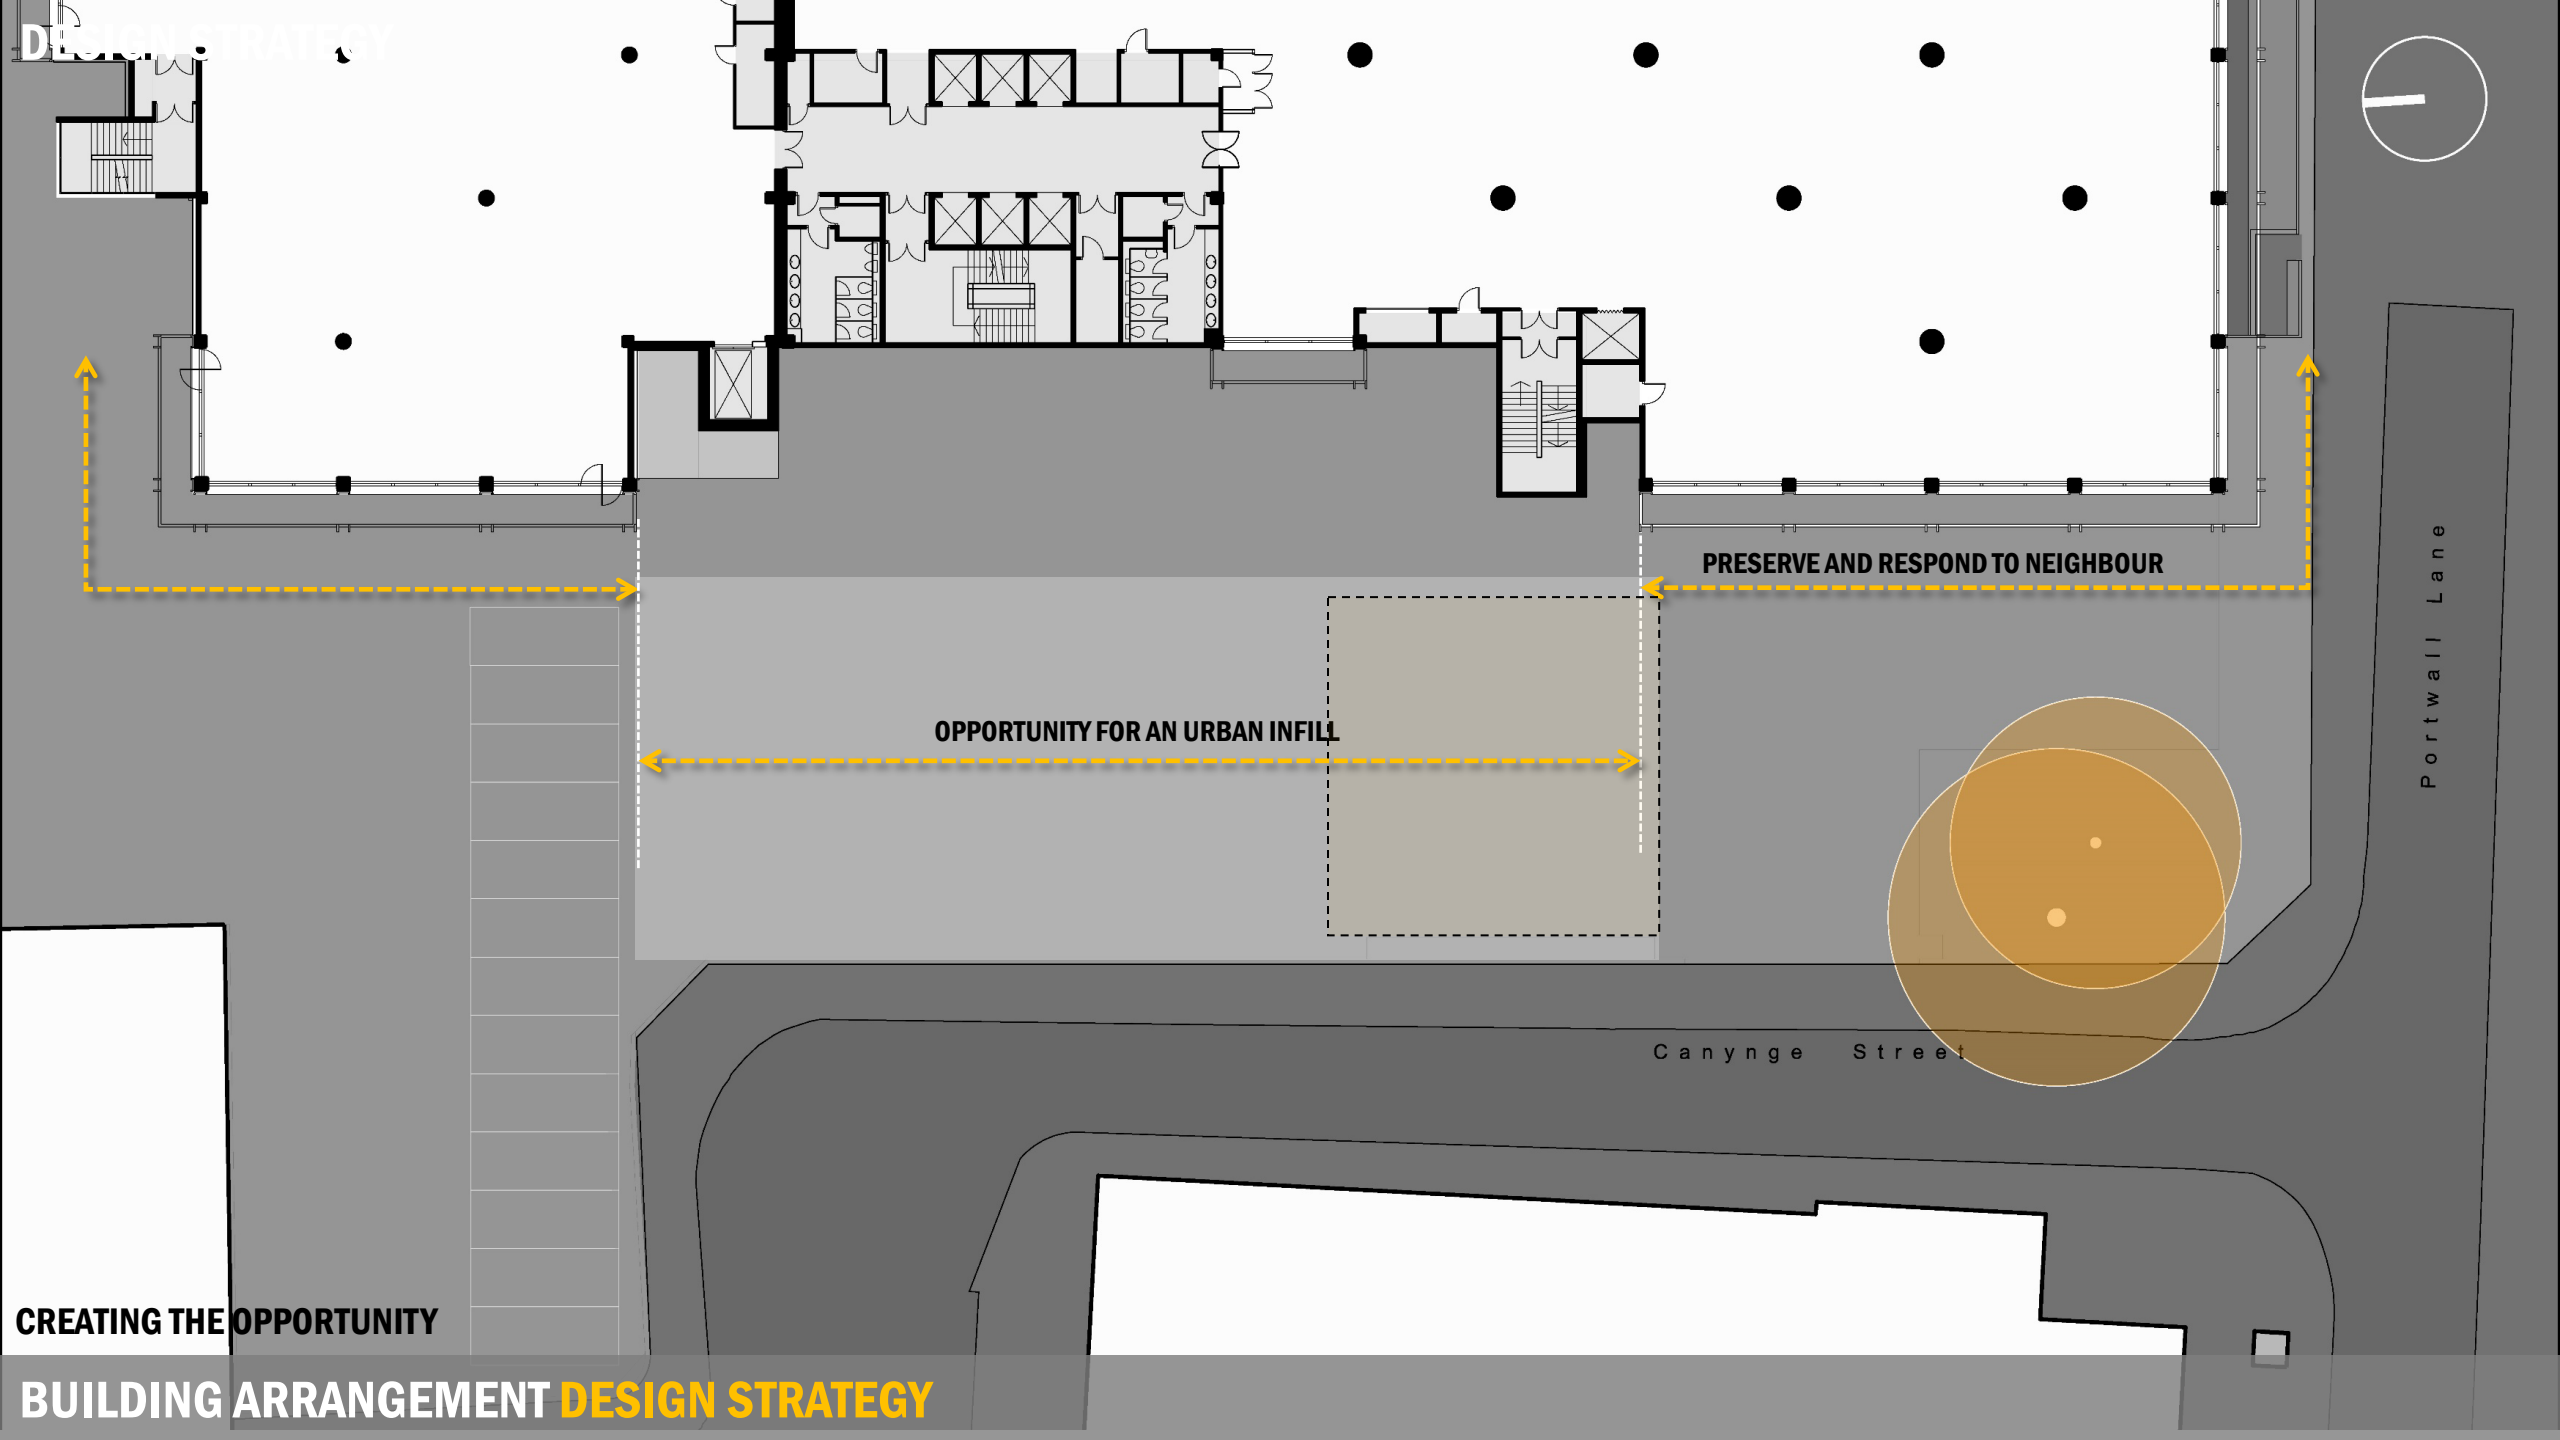 DESIGN STRATEGY
PRESERVE AND RESPOND TO NEIGHBOUR
OPPORTUNITY FOR AN URBAN INFILL
Portwall Lane
Canynge Street
CREATING THE OPPORTUNITY
BUILDING ARRANGEMENT DESIGN STRATEGY